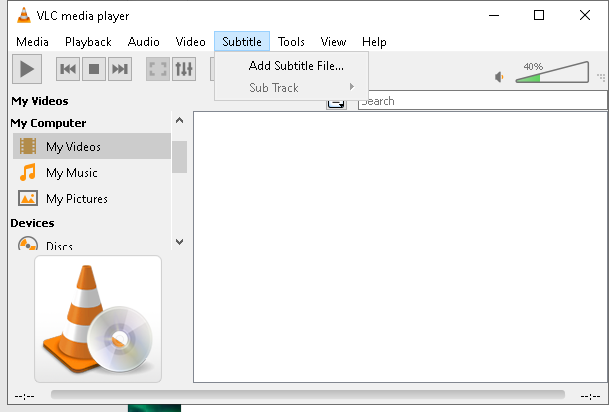 VLC media player
Media Playback Audio Video Subtitle Tools View Help
Add Subtitle File...
Sub Track
40%
My Videos
Search
My Computer
My Videos
My Music
My Pictures
Devices
Discs
--:-- --:--